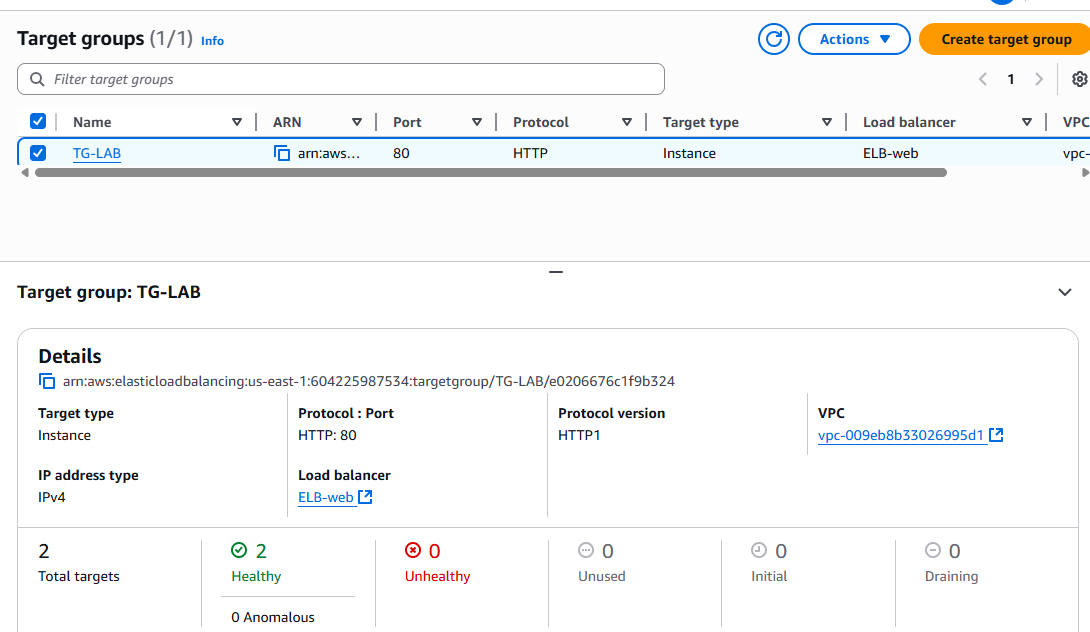 Target groups (1/1) Info
Actions
Create target group
Filter target groups
1
Name ARN Port Protocol Target type Load balancer VPC
TG-LAB arn:aws... 80 HTTP Instance ELB-web vpc-
Target group: TG-LAB
Details
arn:aws:elasticloadbalancing:us-east-1:604225987534:targetgroup/TG-LAB/e0206676c1f9b324
Target type Protocol : Port Protocol version VPC
Instance HTTP: 80 HTTP1 vpc-009eb8b33026995d1
IP address type Load balancer
IPv4 ELB-web
2 2 0 0 0 0
Total targets Healthy Unhealthy Unused Initial Draining
0 Anomalous